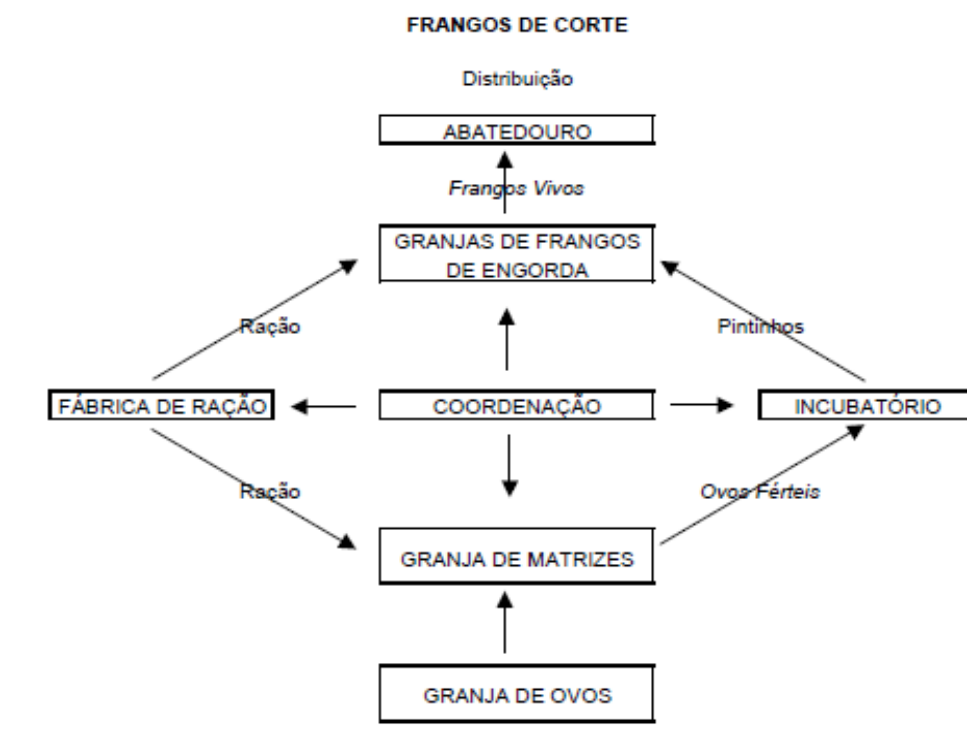 FRANGOS DE CORTE
Distribuição
ABATEDOURO
Frangos Vivos
GRANJAS DE FRANGOS
DE ENGORDA
Ração
Pintinhos
FÁBRICA DE RAÇÃO
COORDENAÇÃO
INCUBATÓRIO
Ração
Ovos Férteis
GRANJA DE MATRIZES
GRANJA DE OVOS